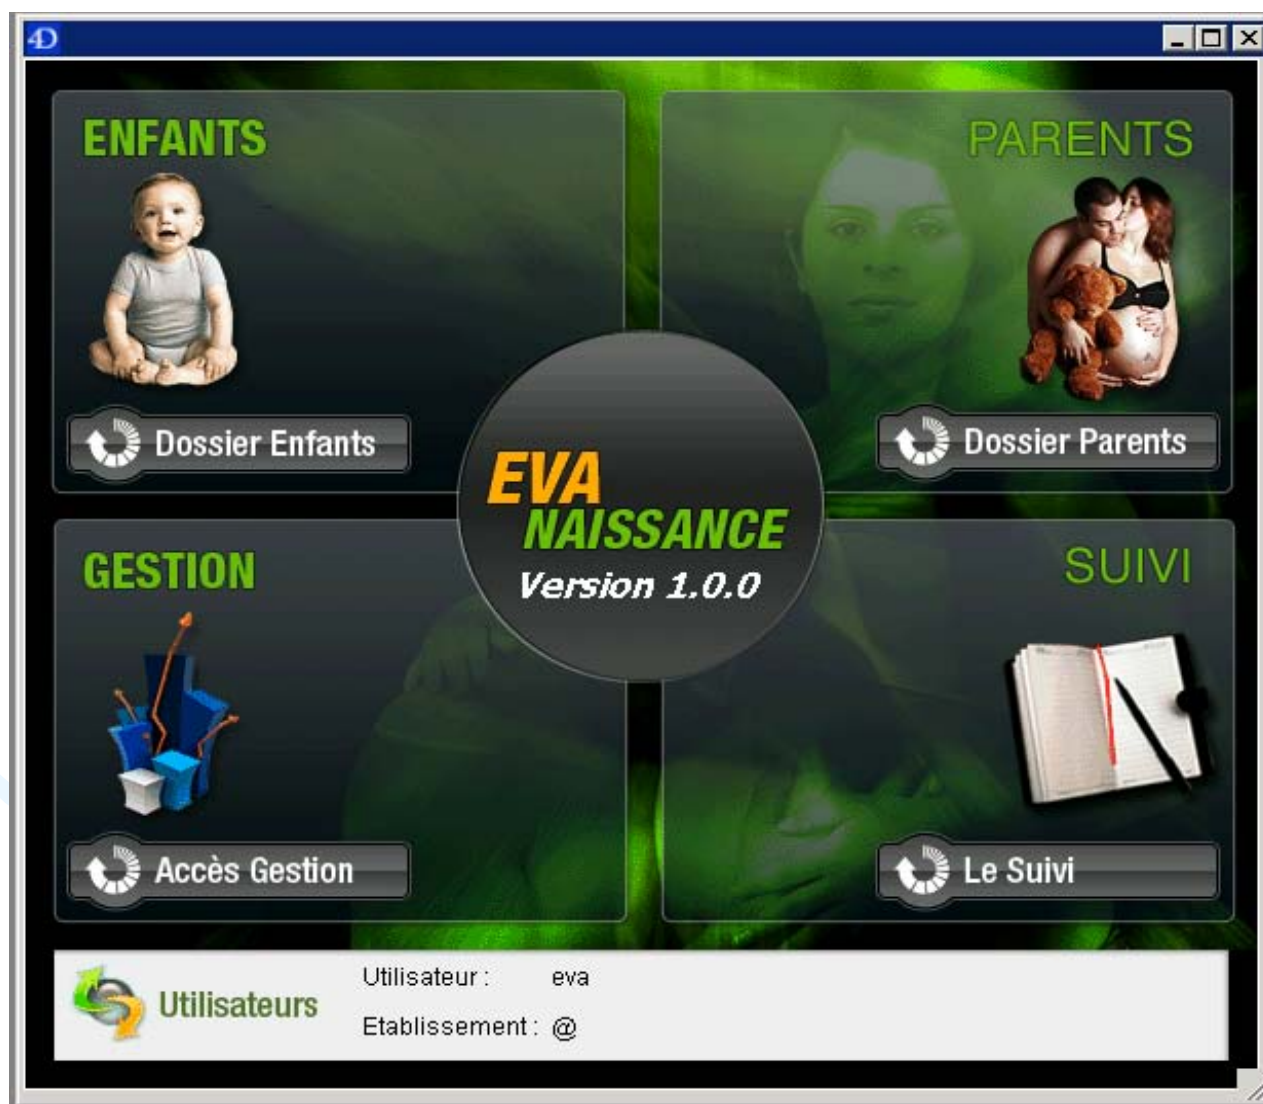 4D
ENFANTS
PARENTS
Dossier Enfants
Dossier Parents
EVA
NAISSANCE
Version 1.0.0
GESTION
SUIVI
Accès Gestion
Le Suivi
Utilisateurs
Utilisateur : eva
Etablissement : @